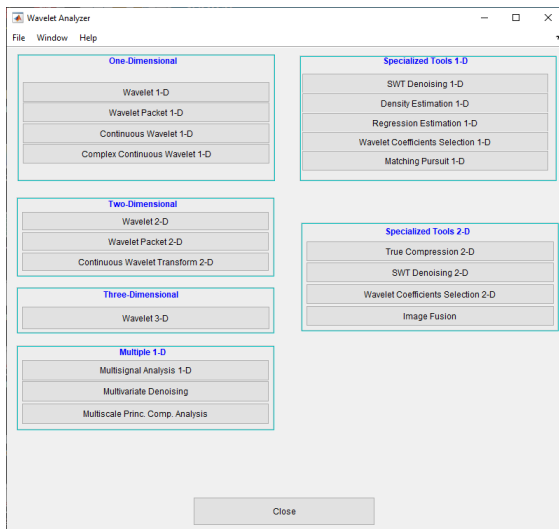 Wavelet Analyzer
File Window Help
One-Dimensional
Wavelet 1-D
Wavelet Packet 1-D
Continuous Wavelet 1-D
Complex Continuous Wavelet 1-D
Two-Dimensional
Wavelet 2-D
Wavelet Packet 2-D
Continuous Wavelet Transform 2-D
Three-Dimensional
Wavelet 3-D
Multiple 1-D
Multisignal Analysis 1-D
Multivariate Denoising
Multiscale Princ. Comp. Analysis
Specialized Tools 1-D
SWT Denoising 1-D
Density Estimation 1-D
Regression Estimation 1-D
Wavelet Coefficients Selection 1-D
Matching Pursuit 1-D
Specialized Tools 2-D
True Compression 2-D
SWT Denoising 2-D
Wavelet Coefficients Selection 2-D
Image Fusion
Close